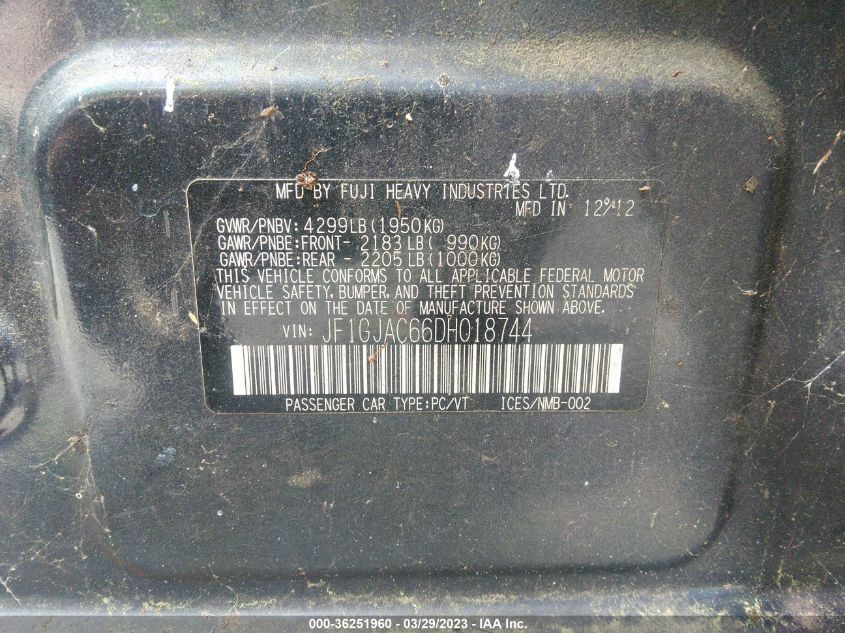 MFD BY FUJI HEAVY INDUSTRIES LTD.
MFD IN 12/12
GVWR/PNBV: 4299LB(1950KG)
GAWR/PNBE:FRONT- 2183LB( 990KG)
GAWR/PNBE:REAR - 2205LB(1000KG)
THIS VEHICLE CONFORMS TO ALL APPLICABLE FEDERAL MOTOR
VEHICLE SAFETY, BUMPER, AND THEFT PREVENTION STANDARDS
IN EFFECT ON THE DATE OF MANUFACTURE SHOWN ABOVE.
VIN: JF1GJAC66DH018744
PASSENGER CAR TYPE:PC/VT ICES/NMB-002
000-36251960 - 03/29/2023 - IAA Inc.